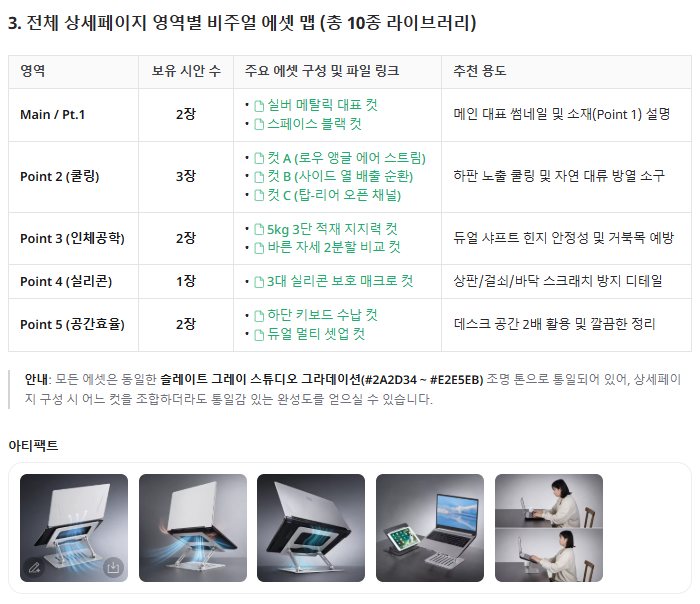 3. 전체 상세페이지 영역별 비주얼 에셋 맵 (총 10종 라이브러리)
영역 보유 시안 수 주요 에셋 구성 및 파일 링크 추천 용도
Main / Pt.1 2장 • 실버 메탈릭 대표 컷
• 스페이스 블랙 컷 메인 대표 썸네일 및 소재(Point 1) 설명
Point 2 (쿨링) 3장 • 컷 A (로우 앵글 에어 스트림)
• 컷 B (사이드 열 배출 순환)
• 컷 C (탑-리어 오픈 채널) 하판 노출 쿨링 및 자연 대류 방열 소구
Point 3 (인체공학) 2장 • 5kg 3단 적재 지지력 컷
• 바른 자세 2분할 비교 컷 듀얼 샤프트 힌지 안정성 및 거북목 예방
Point 4 (실리콘) 1장 • 3대 실리콘 보호 매크로 컷 상판/걸쇠/바닥 스크래치 방지 디테일
Point 5 (공간효율) 2장 • 하단 키보드 수납 컷
• 듀얼 멀티 셋업 컷 데스크 공간 2배 활용 및 깔끔한 정리
안내: 모든 에셋은 동일한 슬레이트 그레이 스튜디오 그라데이션(#2A2D34 ~ #E2E5EB) 조명 톤으로 통일되어 있어, 상세페이
지 구성 시 어느 컷을 조합하더라도 통일감 있는 완성도를 얻으실 수 있습니다.
아티팩트